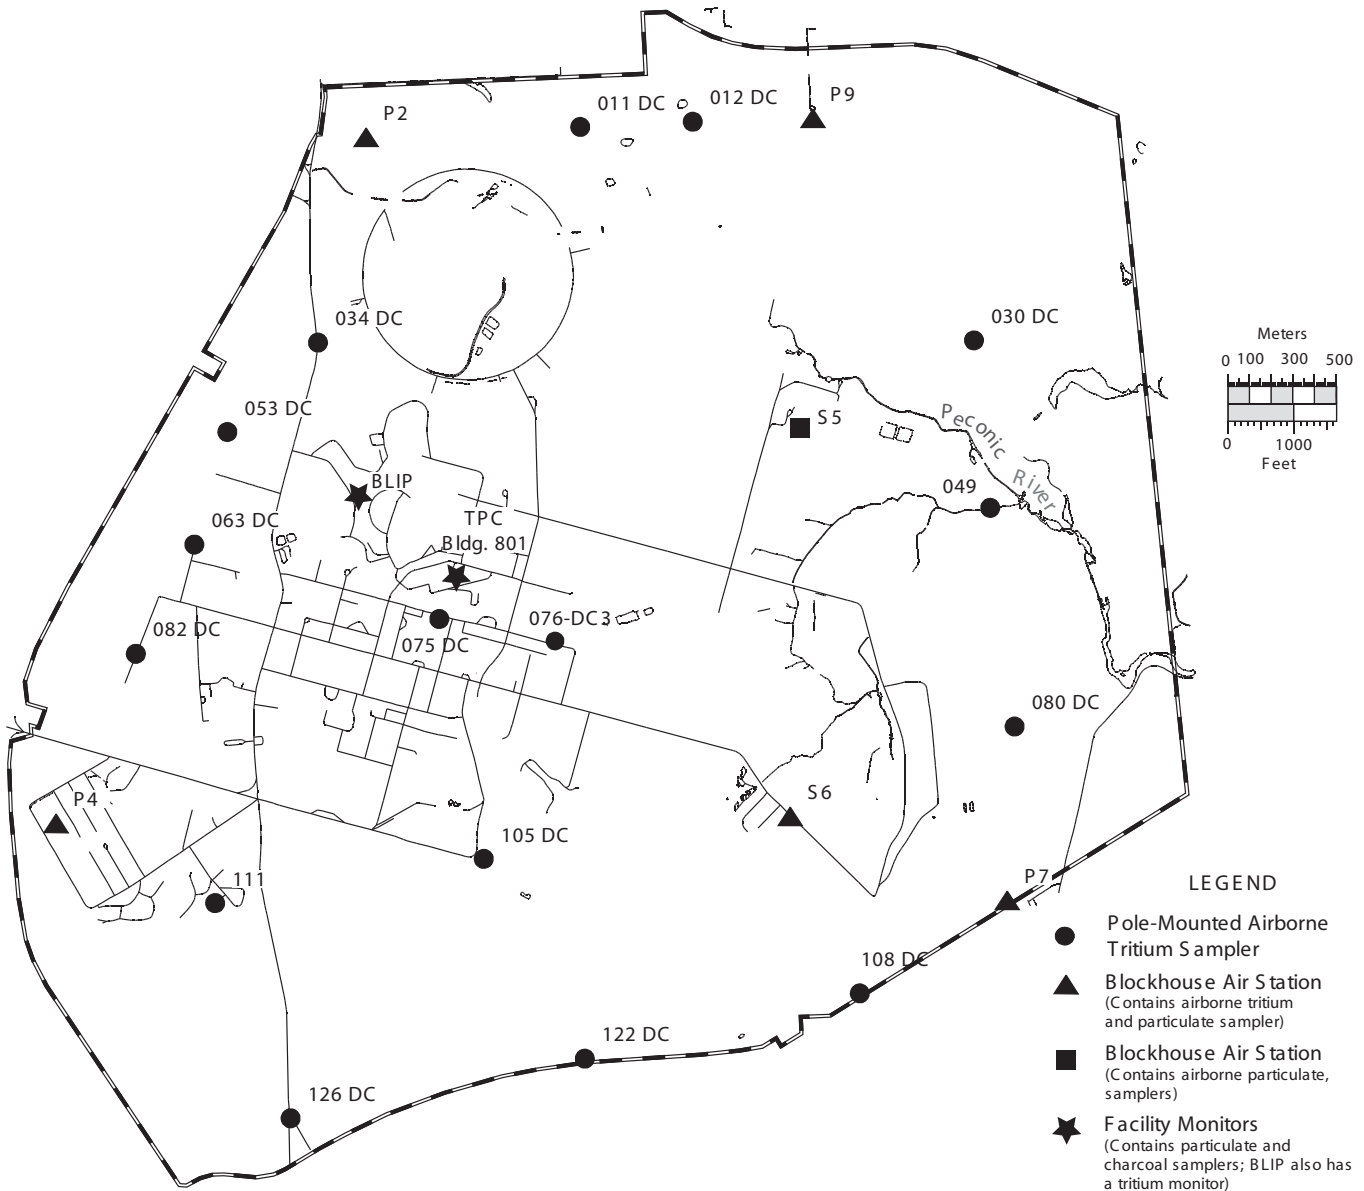 P2
011 DC
012 DC
P9
034 DC
030 DC
Meters
0 100 300 500
0 1000
Feet
053 DC
S5
Peconic
River
BLIP
049
063 DC
TPC
Bldg. 801
082 DC
075 DC
076-DC3
080 DC
P4
S6
105 DC
111
P7
108 DC
122 DC
126 DC
LEGEND
Pole-Mounted Airborne
Tritium Sampler
Blockhouse Air Station
(Contains airborne tritium
and particulate sampler)
Blockhouse Air Station
(Contains airborne particulate,
samplers)
Facility Monitors
(Contains particulate and
charcoal samplers; BLIP also has
a tritium monitor)